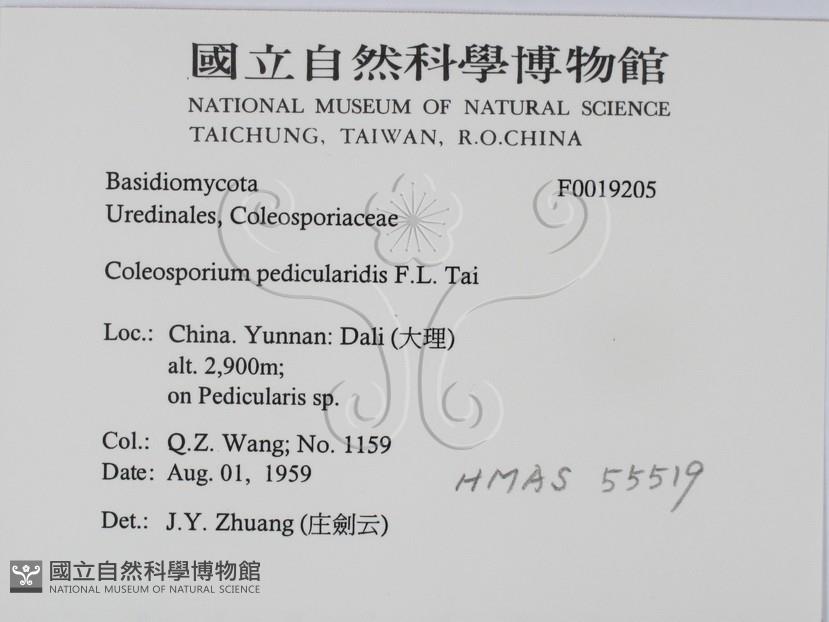 國立自然科學博物館
NATIONAL MUSEUM OF NATURAL SCIENCE
TAICHUNG, TAIWAN, R.O.CHINA
Basidiomycota F0019205
Uredinales, Coleosporiaceae
Coleosporium pedicularidis F.L. Tai
Loc.: China. Yunnan: Dali (大理)
alt. 2,900m;
on Pedicularis sp.
Col.: Q.Z. Wang; No. 1159
Date: Aug. 01, 1959
HMAS 55519
Det.: J.Y. Zhuang (庄劍云)
國立自然科學博物館
NATIONAL MUSEUM OF NATURAL SCIENCE